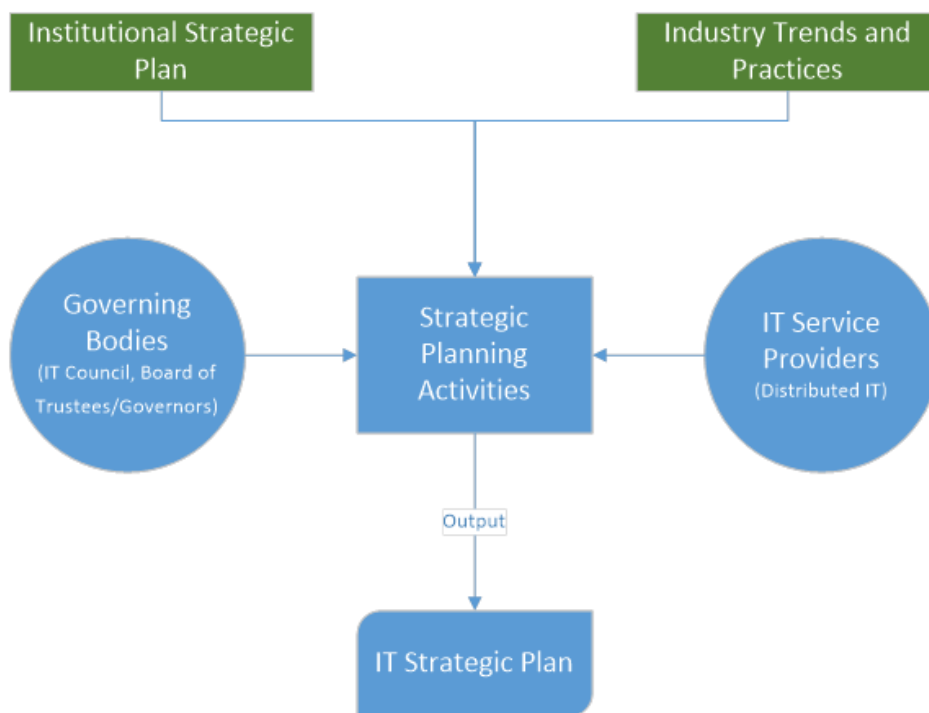 Institutional Strategic
Plan
Industry Trends and
Practices
Governing
Bodies
(IT Council, Board of
Trustees/Governors)
Strategic
Planning
Activities
IT Service
Providers
(Distributed IT)
Output
IT Strategic Plan